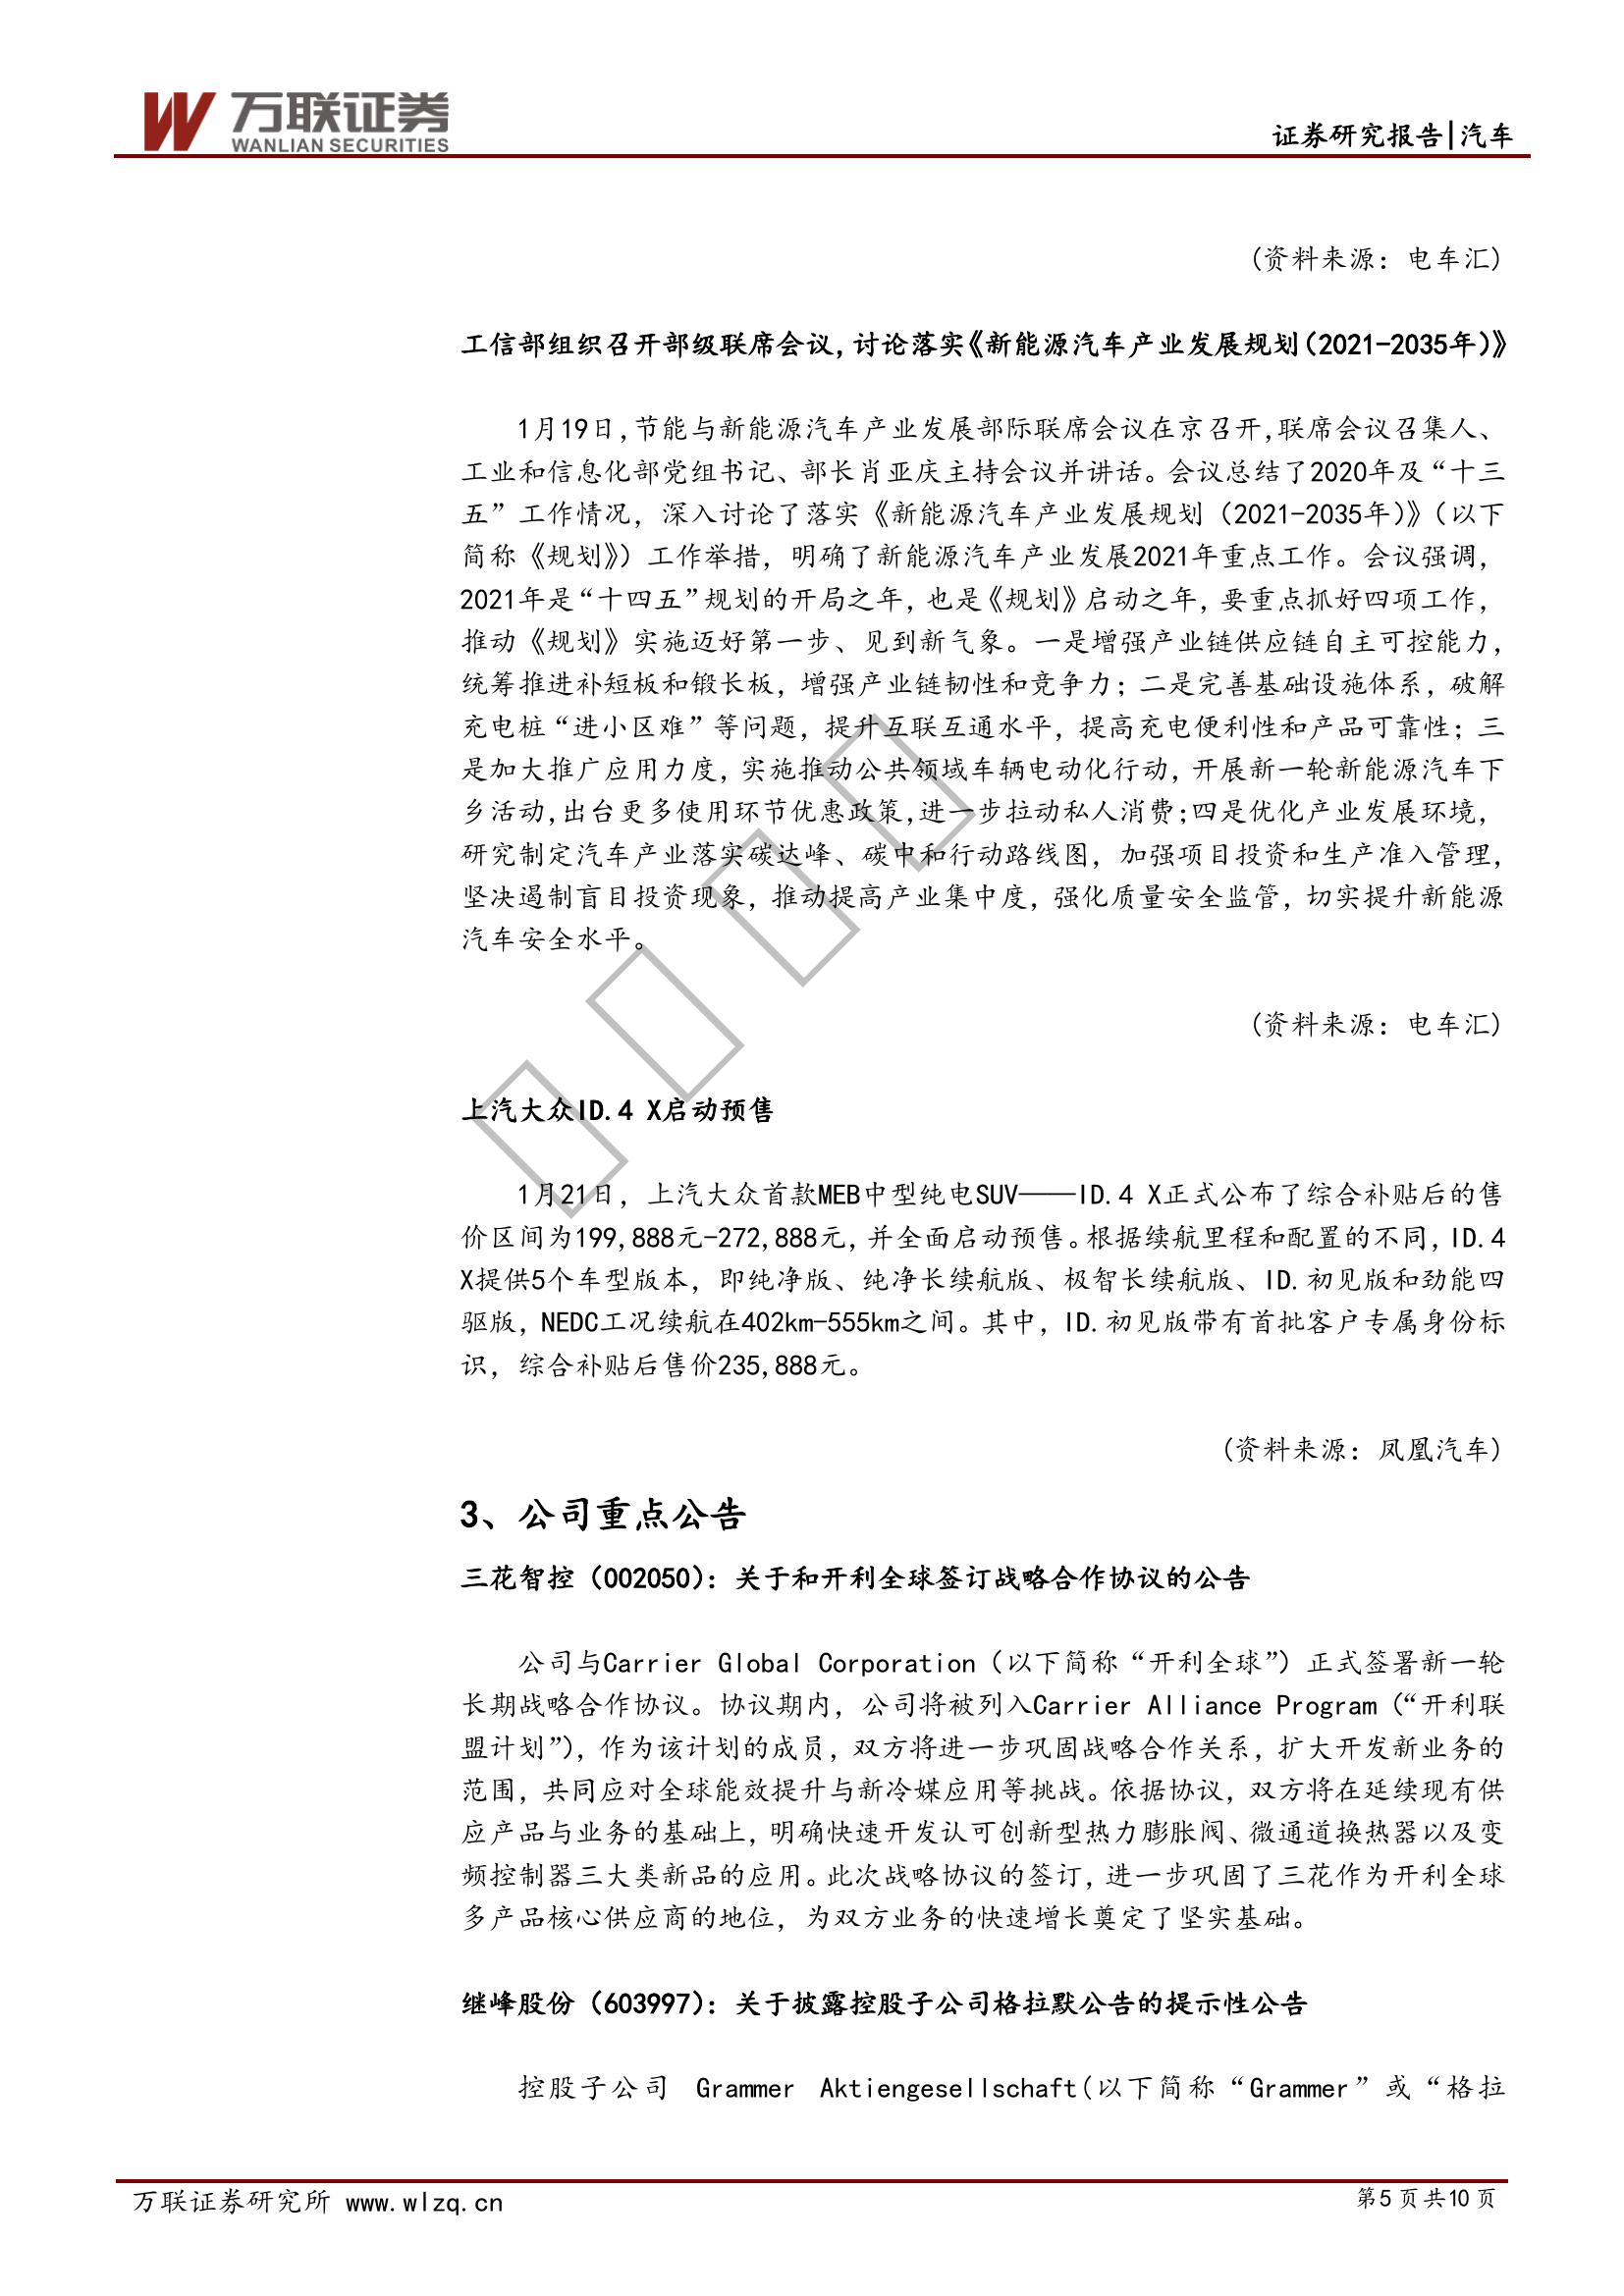 万联证券
WANLIAN SECURITIES
证券研究报告|汽车
(资料来源：电车汇)
工信部组织召开部级联席会议，讨论落实《新能源汽车产业发展规划（2021-2035年）》
1月19日,节能与新能源汽车产业发展部际联席会议在京召开,联席会议召集人、
工业和信息化部党组书记、部长肖亚庆主持会议并讲话。会议总结了2020年及“十三
五”工作情况，深入讨论了落实《新能源汽车产业发展规划（2021-2035年）》（以下
简称《规划》）工作举措，明确了新能源汽车产业发展2021年重点工作。会议强调，
2021年是“十四五”规划的开局之年，也是《规划》启动之年，要重点抓好四项工作，
推动《规划》实施迈好第一步、见到新气象。一是增强产业链供应链自主可控能力，
统筹推进补短板和锻长板，增强产业链韧性和竞争力；二是完善基础设施体系，破解
充电桩“进小区难”等问题，提升互联互通水平，提高充电便利性和产品可靠性；三
是加大推广应用力度，实施推动公共领域车辆电动化行动，开展新一轮新能源汽车下
乡活动,出台更多使用环节优惠政策,进一步拉动私人消费;四是优化产业发展环境，
研究制定汽车产业落实碳达峰、碳中和行动路线图，加强项目投资和生产准入管理，
坚决遏制盲目投资现象，推动提高产业集中度，强化质量安全监管，切实提升新能源
汽车安全水平。
(资料来源：电车汇)
上汽大众ID.4 X启动预售
1月21日，上汽大众首款MEB中型纯电SUV——ID.4 X正式公布了综合补贴后的售
价区间为199,888元-272,888元，并全面启动预售。根据续航里程和配置的不同，ID.4
X提供5个车型版本，即纯净版、纯净长续航版、极智长续航版、ID.初见版和劲能四
驱版，NEDC工况续航在402km-555km之间。其中，ID.初见版带有首批客户专属身份标
识，综合补贴后售价235,888元。
(资料来源：凤凰汽车)
3、公司重点公告
三花智控（002050）：关于和开利全球签订战略合作协议的公告
公司与Carrier Global Corporation（以下简称“开利全球”）正式签署新一轮
长期战略合作协议。协议期内，公司将被列入Carrier Alliance Program（“开利联
盟计划”），作为该计划的成员，双方将进一步巩固战略合作关系，扩大开发新业务的
范围，共同应对全球能效提升与新冷媒应用等挑战。依据协议，双方将在延续现有供
应产品与业务的基础上，明确快速开发认可创新型热力膨胀阀、微通道换热器以及变
频控制器三大类新品的应用。此次战略协议的签订，进一步巩固了三花作为开利全球
多产品核心供应商的地位，为双方业务的快速增长奠定了坚实基础。
继峰股份（603997）：关于披露控股子公司格拉默公告的提示性公告
控股子公司 Grammer Aktiengesellschaft(以下简称“Grammer”或“格拉
万联证券研究所 www.wlzq.cn
第5页共10页